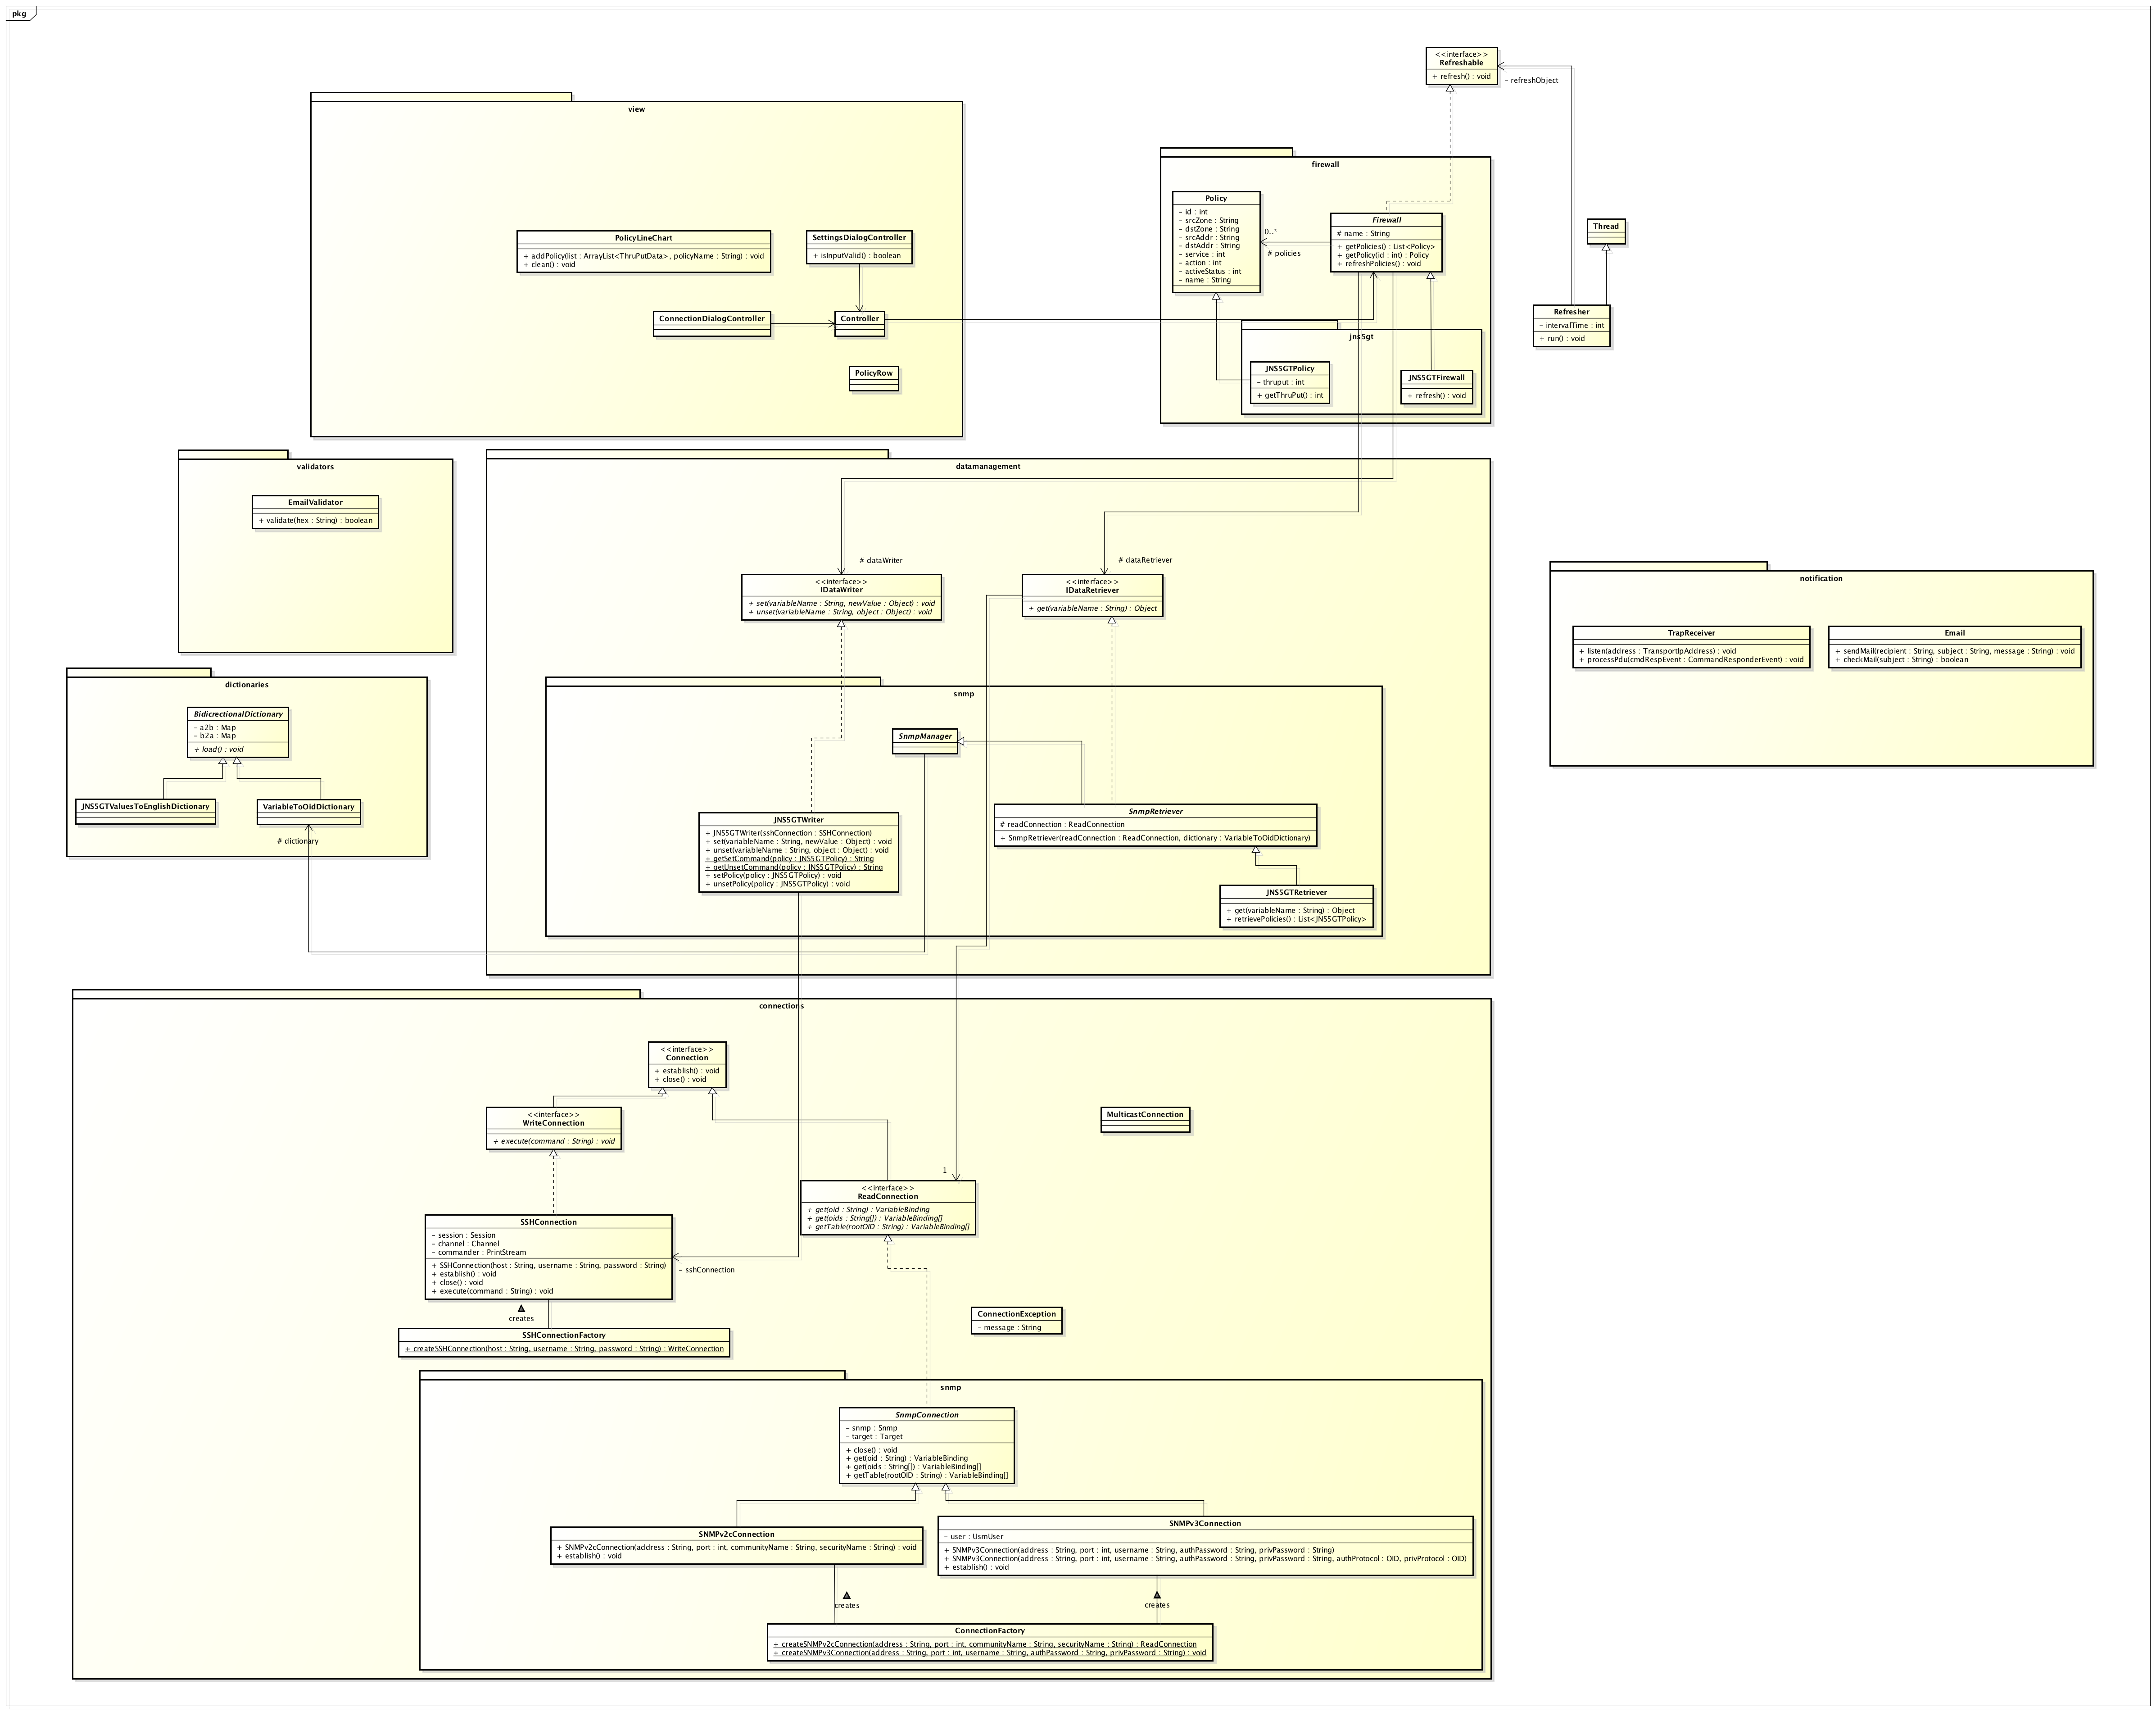 pkg
<<interface>>
Refreshable
+ refresh() : void
- refreshObject
view
PolicyLineChart
+ addPolicy(list : ArrayList<ThruPutData>, policyName : String) : void
+ clean() : void
SettingsDialogController
+ isInputValid() : boolean
ConnectionDialogController
Controller
PolicyRow
firewall
Policy
- id : int
- srcZone : String
- dstZone : String
- srcAddr : String
- dstAddr : String
- service : int
- action : int
- activeStatus : int
- name : String
0..*
# policies
Firewall
# name : String
+ getPolicies() : List<Policy>
+ getPolicy(id : int) : Policy
+ refreshPolicies() : void
jns5gt
JNS5GTPolicy
- thruput : int
+ getThruPut() : int
JNS5GTFirewall
+ refresh() : void
Thread
Refresher
- intervalTime : int
+ run() : void
validators
EmailValidator
+ validate(hex : String) : boolean
datamanagement
# dataWriter
# dataRetriever
<<interface>>
IDataWriter
+ set(variableName : String, newValue : Object) : void
+ unset(variableName : String, object : Object) : void
<<interface>>
IDataRetriever
+ get(variableName : String) : Object
notification
TrapReceiver
+ listen(address : TransportIpAddress) : void
+ processPdu(cmdRespEvent : CommandResponderEvent) : void
Email
+ sendMail(recipient : String, subject : String, message : String) : void
+ checkMail(subject : String) : boolean
dictionaries
BidicrectionalDictionary
- a2b : Map
- b2a : Map
+ load() : void
JNS5GTValuesToEnglishDictionary
VariableToOidDictionary
# dictionary
snmp
SnmpManager
JNS5GTWriter
+ JNS5GTWriter(sshConnection : SSHConnection)
+ set(variableName : String, newValue : Object) : void
+ unset(variableName : String, object : Object) : void
+ getSetCommand(policy : JNS5GTPolicy) : String
+ getUnsetCommand(policy : JNS5GTPolicy) : String
+ setPolicy(policy : JNS5GTPolicy) : void
+ unsetPolicy(policy : JNS5GTPolicy) : void
SnmpRetriever
# readConnection : ReadConnection
+ SnmpRetriever(readConnection : ReadConnection, dictionary : VariableToOidDictionary)
JNS5GTRetriever
+ get(variableName : String) : Object
+ retrievePolicies() : List<JNS5GTPolicy>
connections
<<interface>>
Connection
+ establish() : void
+ close() : void
<<interface>>
WriteConnection
+ execute(command : String) : void
MulticastConnection
1
<<interface>>
ReadConnection
+ get(oid : String) : VariableBinding
+ get(oids : String[]) : VariableBinding[]
+ getTable(rootOID : String) : VariableBinding[]
SSHConnection
- session : Session
- channel : Channel
- commander : PrintStream
+ SSHConnection(host : String, username : String, password : String)
+ establish() : void
+ close() : void
+ execute(command : String) : void
- sshConnection
creates
SSHConnectionFactory
+ createSSHConnection(host : String, username : String, password : String) : WriteConnection
ConnectionException
- message : String
snmp
SnmpConnection
- snmp : Snmp
- target : Target
+ close() : void
+ get(oid : String) : VariableBinding
+ get(oids : String[]) : VariableBinding[]
+ getTable(rootOID : String) : VariableBinding[]
SNMPv2cConnection
+ SNMPv2cConnection(address : String, port : int, communityName : String, securityName : String) : void
+ establish() : void
SNMPv3Connection
- user : UsmUser
+ SNMPv3Connection(address : String, port : int, username : String, authPassword : String, privPassword : String)
+ SNMPv3Connection(address : String, port : int, username : String, authPassword : String, privPassword : String, authProtocol : OID, privProtocol : OID)
+ establish() : void
creates
creates
ConnectionFactory
+ createSNMPv2cConnection(address : String, port : int, communityName : String, securityName : String) : ReadConnection
+ createSNMPv3Connection(address : String, port : int, username : String, authPassword : String, privPassword : String) : void